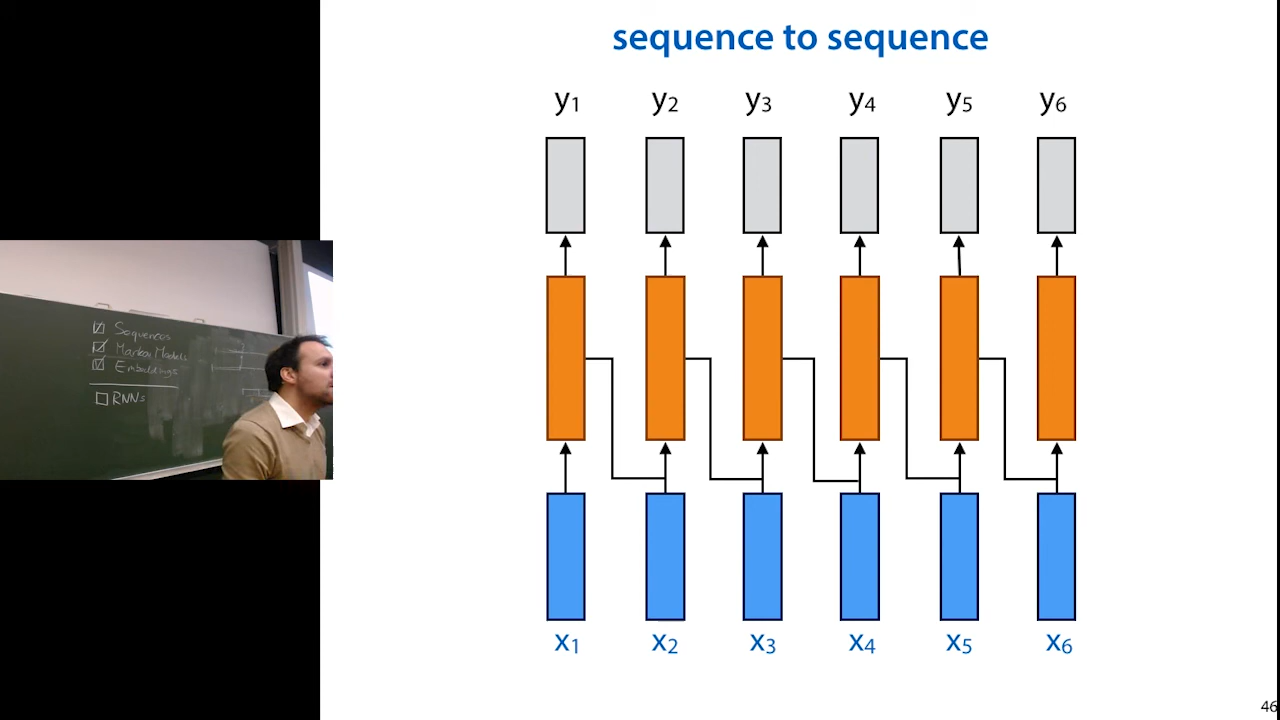 sequence to sequence
y1 y2 y3 y4 y5 y6
x1 x2 x3 x4 x5 x6
46
Sequences
Markov Models
Embeddings
RNNs